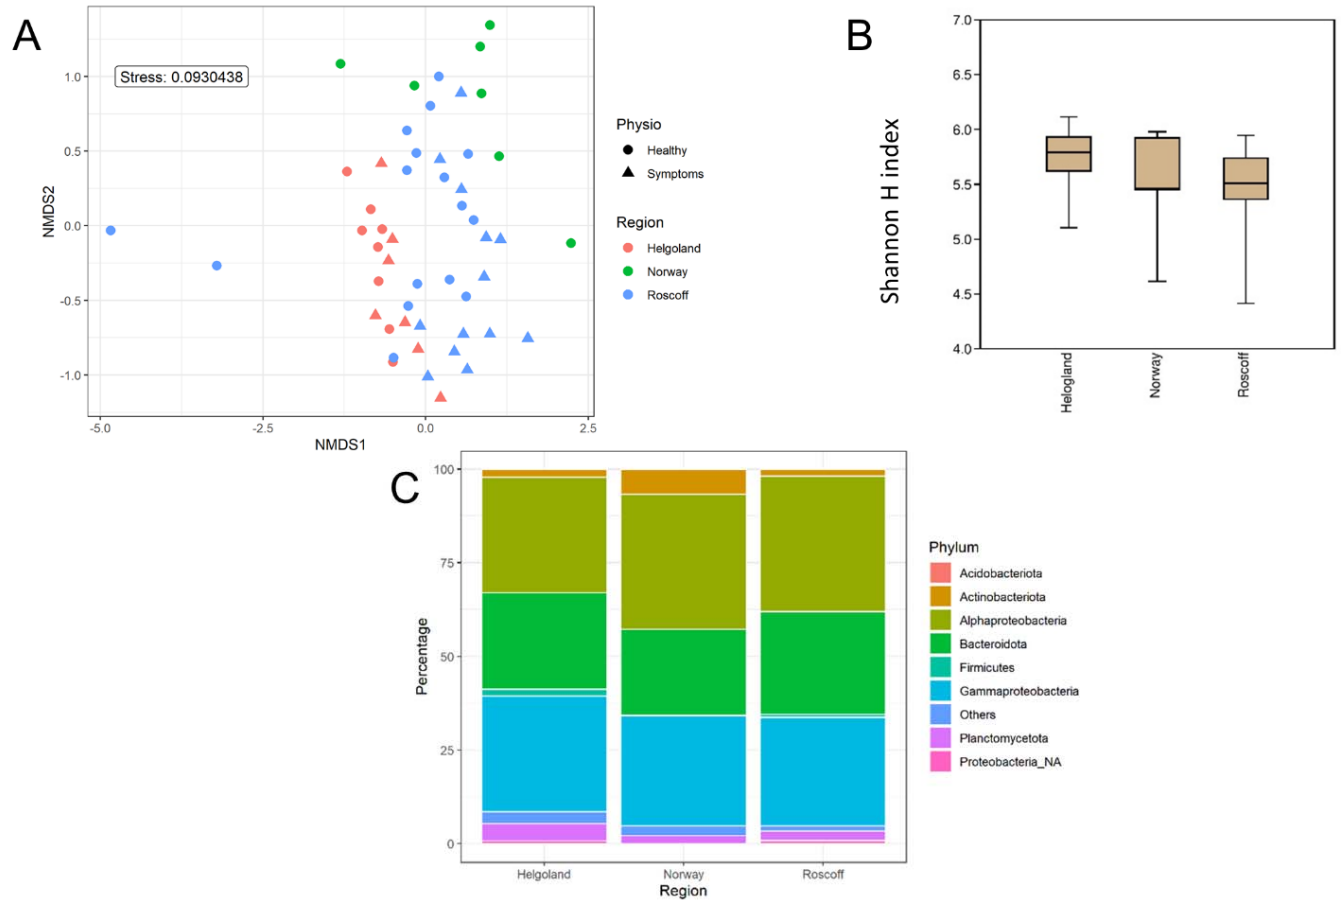 A
Stress: 0.0930438
1.0
0.5
0.0
-0.5
-1.0
NMDS2
-5.0
-2.5
0.0
2.5
NMDS1
Physio
Healthy
Symptoms
Region
Helgoland
Norway
Roscoff
B
7.0
6.5
6.0
5.5
5.0
4.5
4.0
Shannon H index
Helogland
Norway
Roscoff
C
100
75
50
25
0
Percentage
Helgoland
Norway
Roscoff
Region
Phylum
Acidobacteriota
Actinobacteriota
Alphaproteobacteria
Bacteroidota
Firmicutes
Gammaproteobacteria
Others
Planctomycetota
Proteobacteria_NA